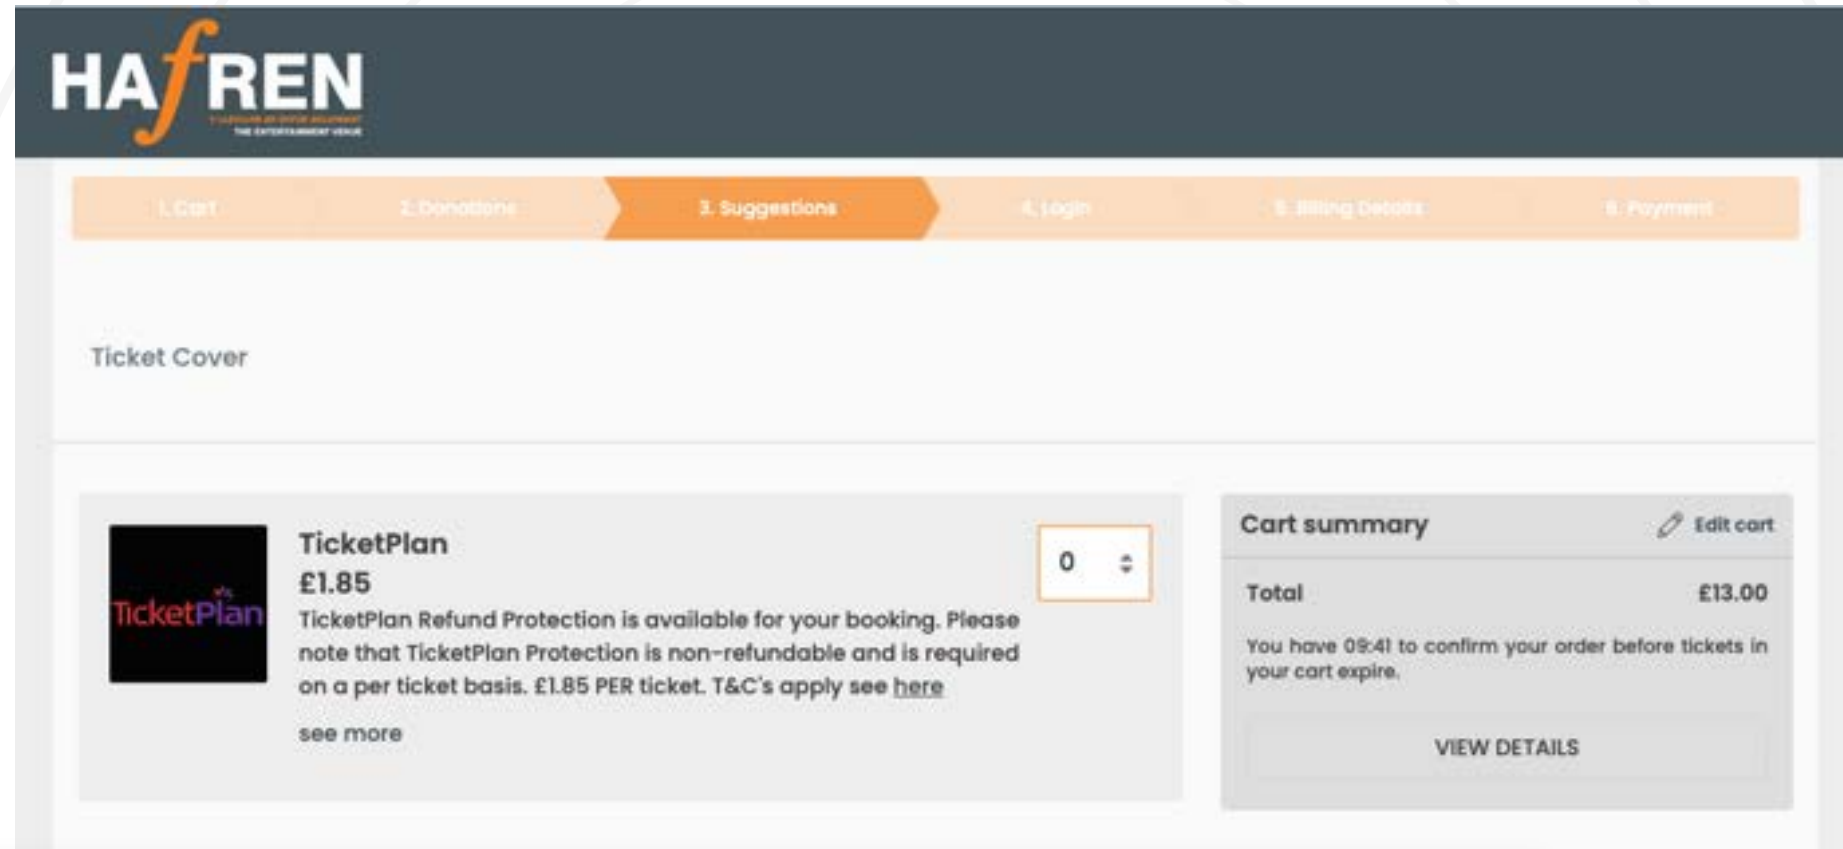 HAfREN
THE ENTERTAINMENT VENUE
1. Cart
2. Donations
3. Suggestions
4. Login
5. Billing Details
6. Payment
Ticket Cover
TicketPlan
TicketPlan
£1.85
TicketPlan Refund Protection is available for your booking. Please
note that TicketPlan Protection is non-refundable and is required
on a per ticket basis. £1.85 PER ticket. T&C's apply see here
see more
0
Cart summary
Edit cart
Total
£13.00
You have 09:41 to confirm your order before tickets in
your cart expire.
VIEW DETAILS